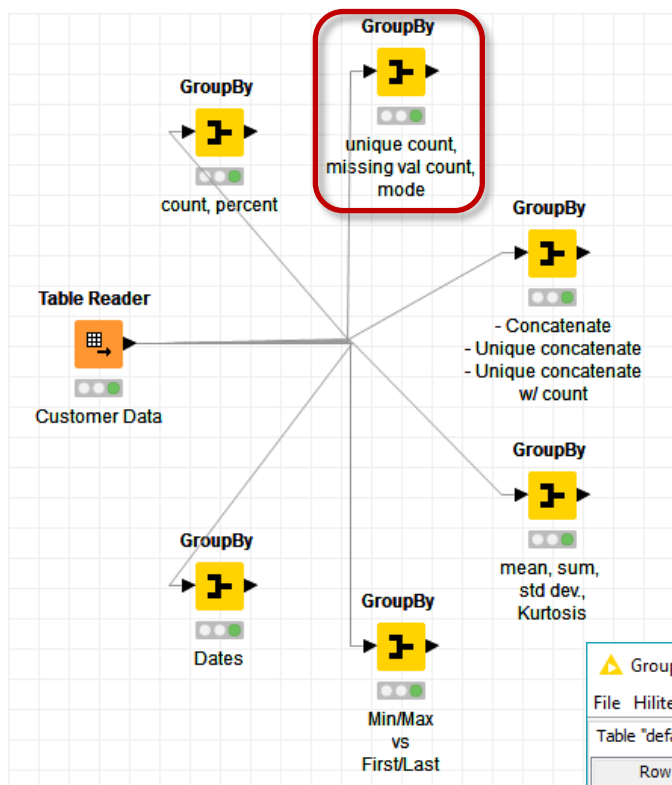 GroupBy
unique count,
missing val count,
mode
GroupBy
count, percent
GroupBy
- Concatenate
- Unique concatenate
- Unique concatenate
w/ count
Table Reader
Customer Data
GroupBy
mean, sum,
std dev.,
Kurtosis
GroupBy
Dates
GroupBy
Min/Max
vs
First/Last
Group
File Hilite
Table "defa
Row